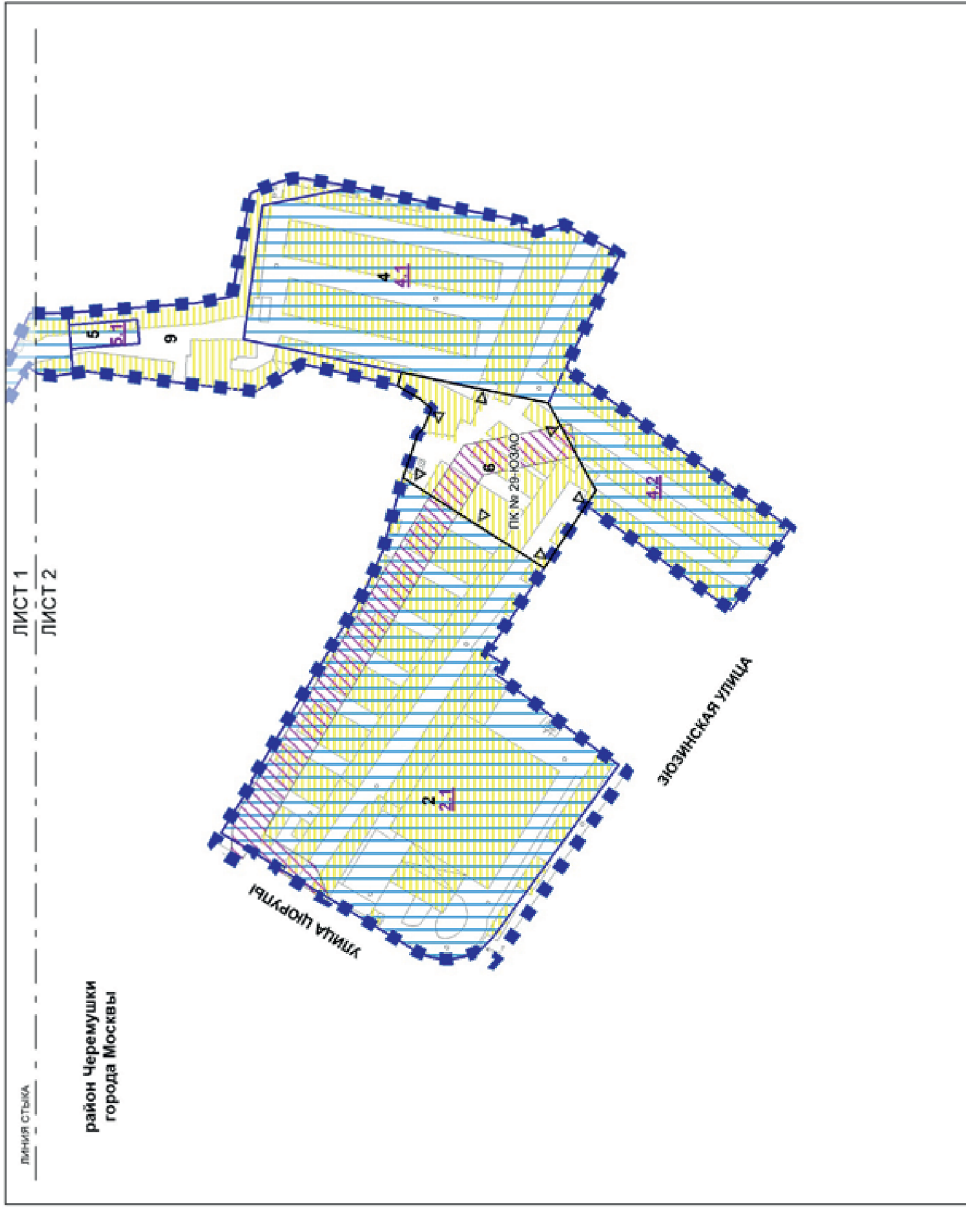 ЛИНИЯ СТЫКА
ЛИСТ 1
ЛИСТ 2
район Черемушки
города Москвы
5
5.1
9
4
4.1
6
ПК № 29-ЮЗАО
4.2
2
2.1
УЛИЦА ЦЮРУПЫ
ЗЮЗИНСКАЯ УЛИЦА